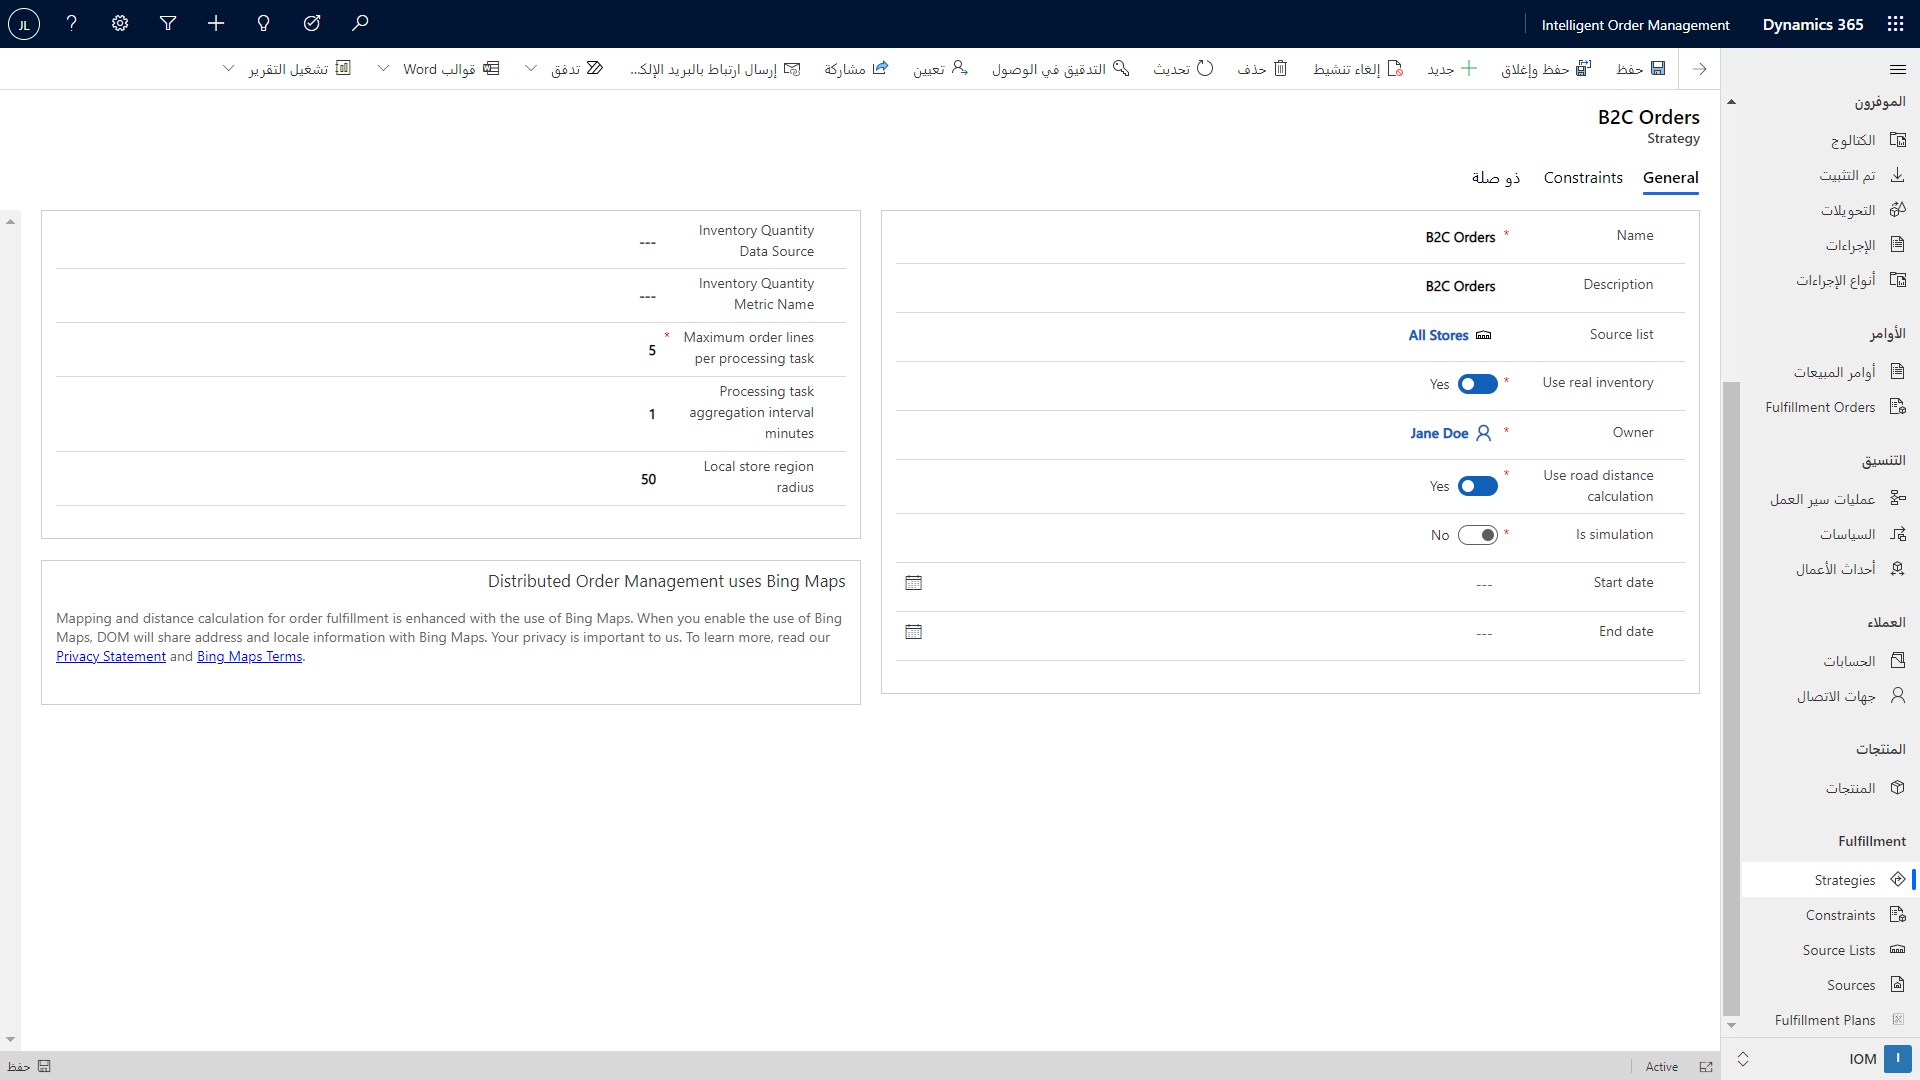 Dynamics 365
Intelligent Order Management
JL
حفظ
حفظ وإغلاق
جديد
إلغاء تنشيط
حذف
تحديث
التدقيق في الوصول
تعيين
مشاركة
إرسال ارتباط بالبريد الإلك...
تدفق
قوالب Word
تشغيل التقرير
الموفرون
الكتالوج
تم التثبيت
التحويلات
الإجراءات
أنواع الإجراءات
الأوامر
أوامر المبيعات
Fulfillment Orders
التنسيق
عمليات سير العمل
السياسات
أحداث الأعمال
العملاء
الحسابات
جهات الاتصال
المنتجات
المنتجات
Fulfillment
Strategies
Constraints
Source Lists
Sources
Fulfillment Plans
I
IOM
B2C Orders
Strategy
General
Constraints
ذو صلة
Name * B2C Orders
Description B2C Orders
Source list All Stores
Use real inventory * Yes
Owner * Jane Doe
Use road distance
calculation
* Yes
Is simulation * No
Start date ---
End date ---
Inventory Quantity
Data Source
---
Inventory Quantity
Metric Name
---
Maximum order lines
per processing task
* 5
Processing task
aggregation interval
minutes
1
Local store region
radius
50
Distributed Order Management uses Bing Maps
Mapping and distance calculation for order fulfillment is enhanced with the use of Bing Maps. When you enable the use of Bing
Maps, DOM will share address and locale information with Bing Maps. Your privacy is important to us. To learn more, read our
Privacy Statement and Bing Maps Terms.
Active
حفظ